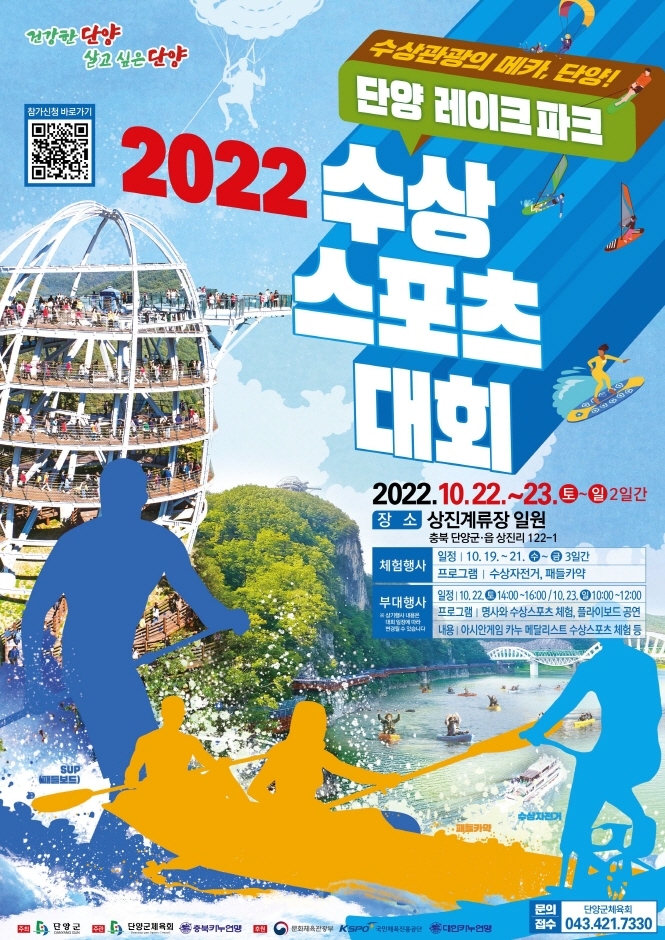 건강한 단양
살고 싶은 단양
참가신청 바로가기
수상관광의 메카, 단양!
단양 레이크 파크
2022
수상
스포츠
대회
2022.10.22.~23.토~일 2일간
장 소 상진계류장 일원
충북 단양군·읍 상진리 122-1
체험행사
일정 | 10. 19.~21. 수~금 3일간
프로그램 | 수상자전거, 패들카약
부대행사
※ 상기행사 내용은
대회 일정에 따라
변경될 수 있습니다
일정 | 10, 22, 토 14:00~16:00 / 10, 23, 일 10:00~12:00
프로그램 | 명사와 수상스포츠 체험, 플라이보드 공연
내용 | 아시안게임 카누 메달리스트 수상스포츠 체험 등
SUP
(패들보드)
패들카약
수상자전거
문의
접수
단양군체육회
043.421.7330
주최 단양군 주관 단양군체육회 충북카누연맹 후원 문화체육관광부 KSPO 국민체육진흥공단 대한카누연맹